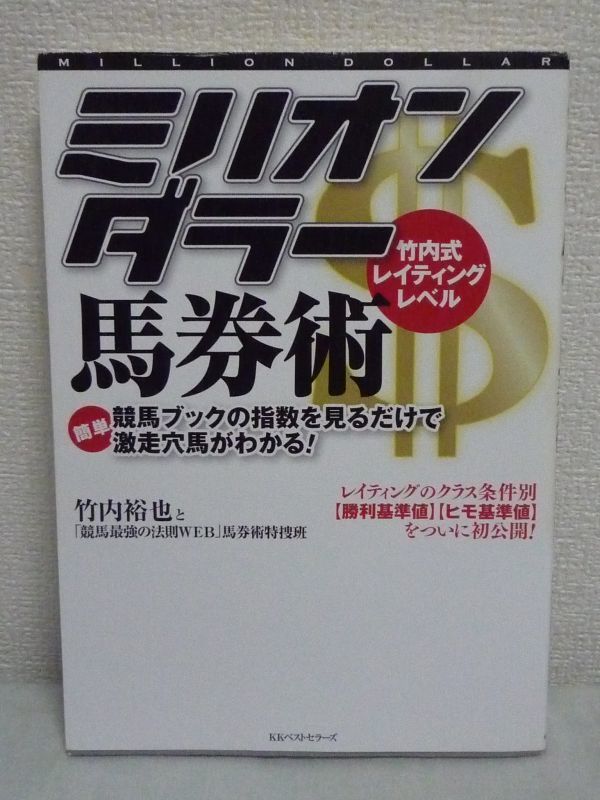 MILLION DOLLAR
ミリオン
ダラー
馬券術
竹内式
レイティング
レベル
簡単
競馬ブックの指数を見るだけで
激走穴馬がわかる!
竹内裕也と
「競馬最強の法則WEB」馬券術特捜班
レイティングのクラス条件別
【勝利基準値】【ヒモ基準値】
をついに初公開!
KKベストセラーズ